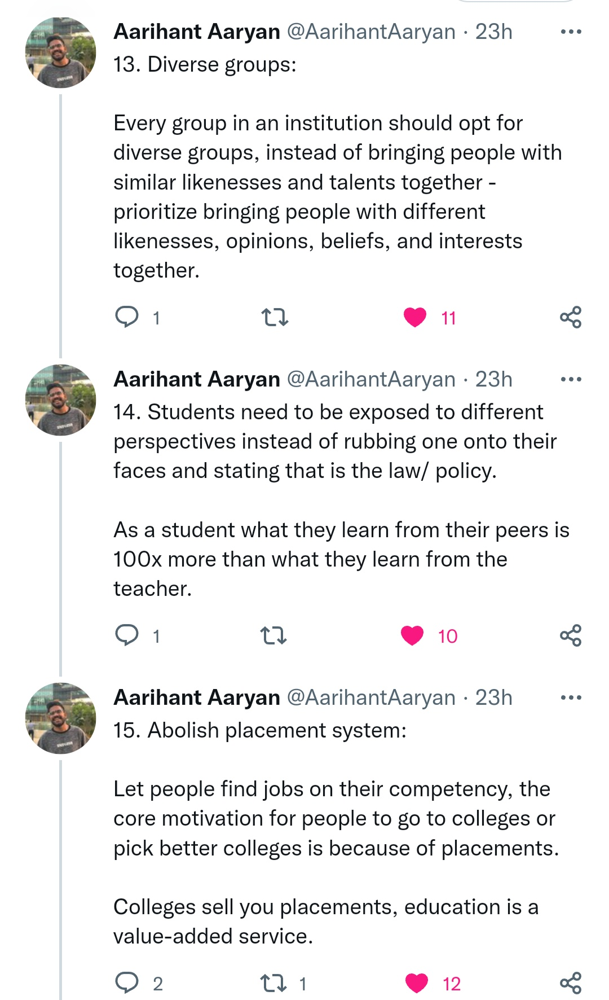 Aarihant Aaryan @AarihantAaryan · 23h
13. Diverse groups:
Every group in an institution should opt for
diverse groups, instead of bringing people with
similar likenesses and talents together -
prioritize bringing people with different
likenesses, opinions, beliefs, and interests
together.
1 11
Aarihant Aaryan @AarihantAaryan · 23h
14. Students need to be exposed to different
perspectives instead of rubbing one onto their
faces and stating that is the law/ policy.
As a student what they learn from their peers is
100x more than what they learn from the
teacher.
1 10
Aarihant Aaryan @AarihantAaryan · 23h
15. Abolish placement system:
Let people find jobs on their competency, the
core motivation for people to go to colleges or
pick better colleges is because of placements.
Colleges sell you placements, education is a
value-added service.
2 1 12